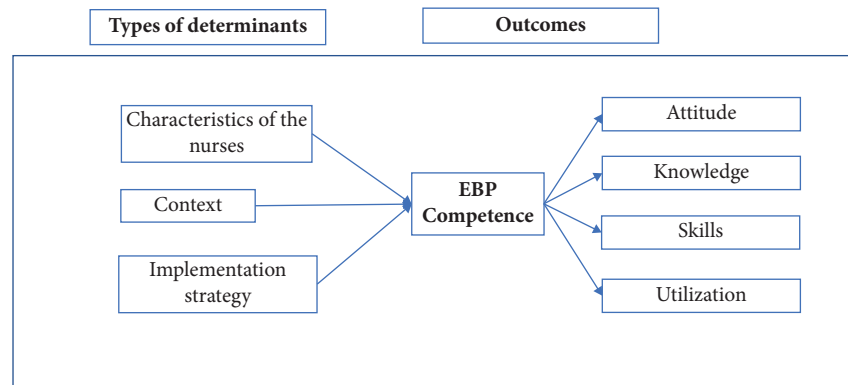 Types of determinants
Outcomes
Characteristics of the
nurses
Context
Implementation
strategy
EBP
Competence
Attitude
Knowledge
Skills
Utilization